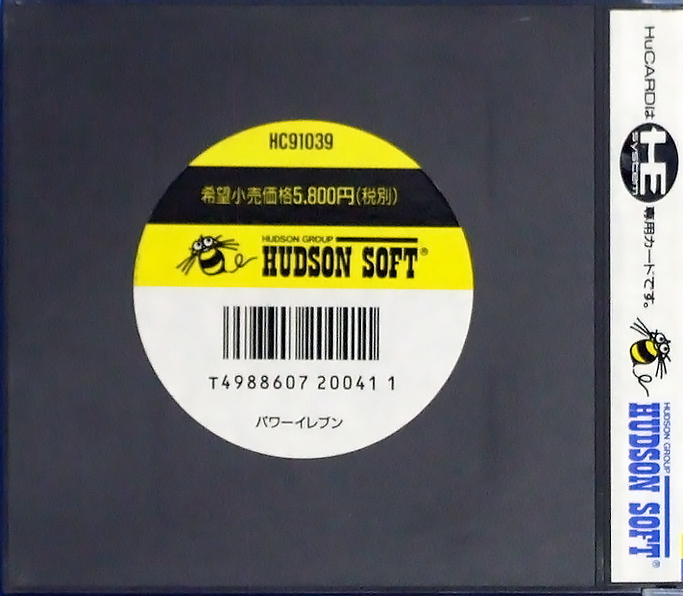 HC91039
希望小売価格5,800円(税別)
HUDSON GROUP
HUDSON SOFT®
T4988607 20041 1
パワーイレブン
HuCARDは HE system 専用カードです。
HUDSON GROUP
HUDSON SOFT®